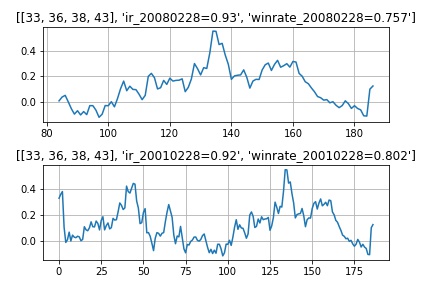 [[33, 36, 38, 43], 'ir_20080228=0.93', 'winrate_20080228=0.757']
0.4
0.2
0.0
80 100 120 140 160 180
[[33, 36, 38, 43], 'ir_20010228=0.92', 'winrate_20010228=0.802']
0.4
0.2
0.0
0 25 50 75 100 125 150 175